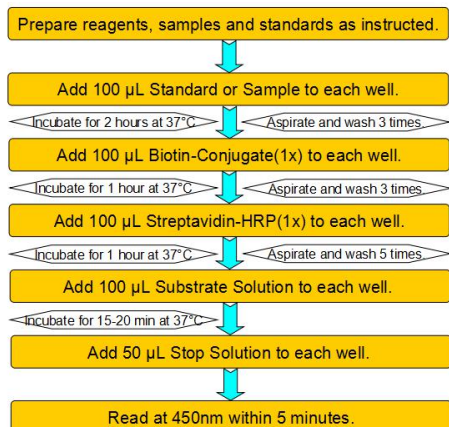 Prepare reagents, samples and standards as instructed.
Add 100 µL Standard or Sample to each well.
Incubate for 2 hours at 37°C
Aspirate and wash 3 times.
Add 100 µL Biotin-Conjugate(1x) to each well.
Incubate for 1 hour at 37°C
Aspirate and wash 3 times.
Add 100 µL Streptavidin-HRP(1x) to each well.
Incubate for 1 hour at 37°C
Aspirate and wash 5 times.
Add 100 µL Substrate Solution to each well.
Incubate for 15-20 min at 37°C
Add 50 µL Stop Solution to each well.
Read at 450nm within 5 minutes.